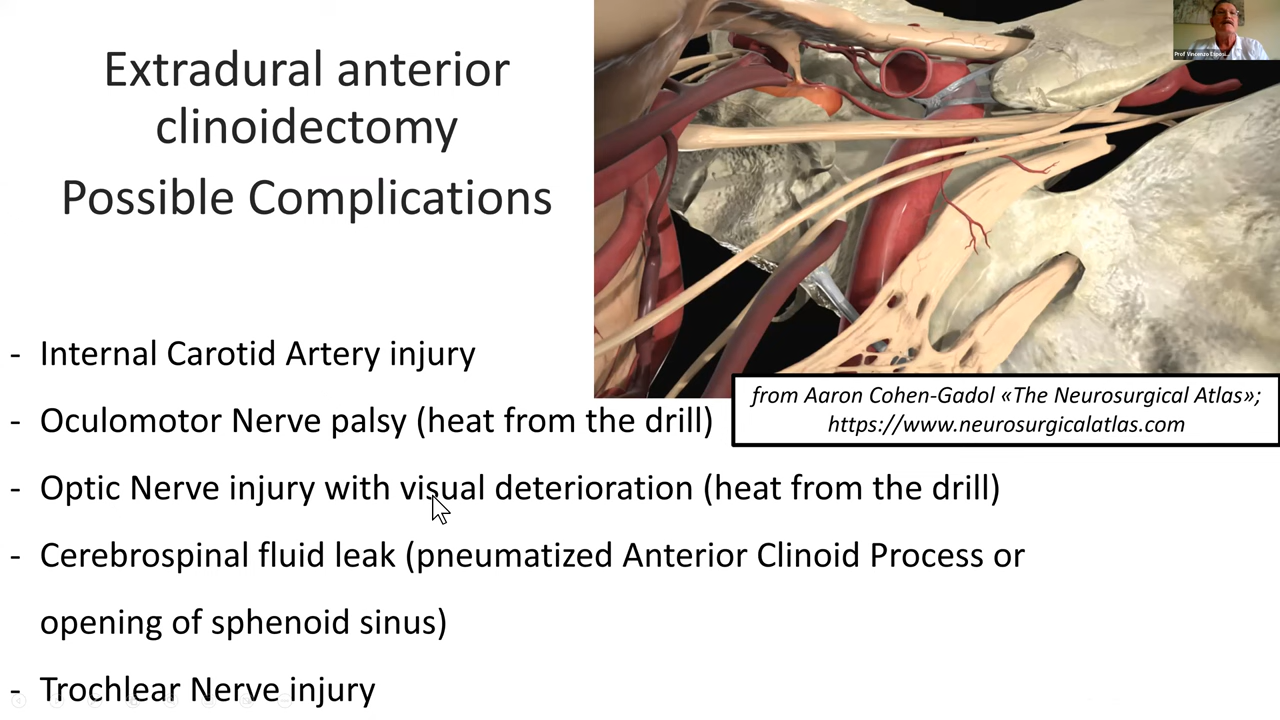 Extradural anterior
clinoidectomy
Possible Complications
Prof Vincenzo
from Aaron Cohen-Gadol «The Neurosurgical Atlas»;
https://www.neurosurgicalatlas.com
- Internal Carotid Artery injury
- Oculomotor Nerve palsy (heat from the drill)
- Optic Nerve injury with visual deterioration (heat from the drill)
- Cerebrospinal fluid leak (pneumatized Anterior Clinoid Process or
opening of sphenoid sinus)
- Trochlear Nerve injury